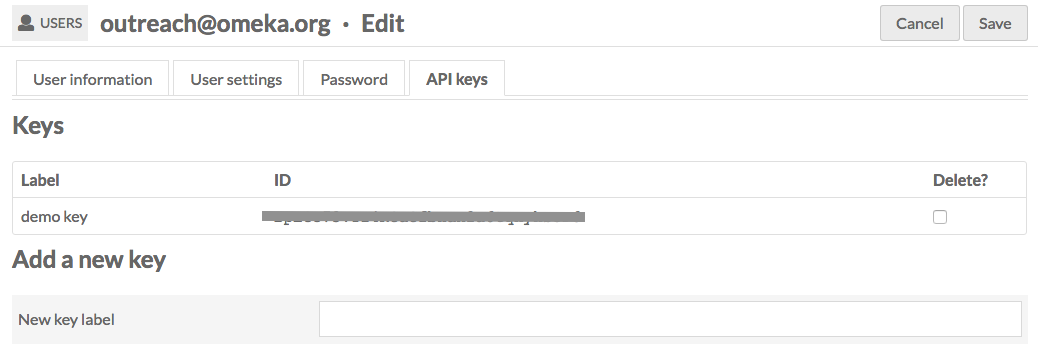 USERS outreach@omeka.org · Edit Cancel Save
User information User settings Password API keys
Keys
Label ID Delete?
demo key
Add a new key
New key label